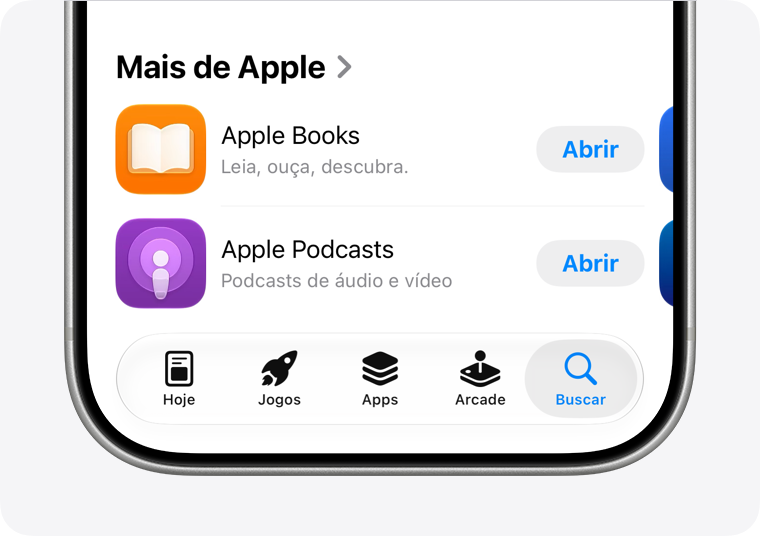 Mais de Apple
Apple Books
Leia, ouça, descubra.
Abrir
Apple Podcasts
Podcasts de áudio e vídeo
Abrir
Hoje
Jogos
Apps
Arcade
Buscar